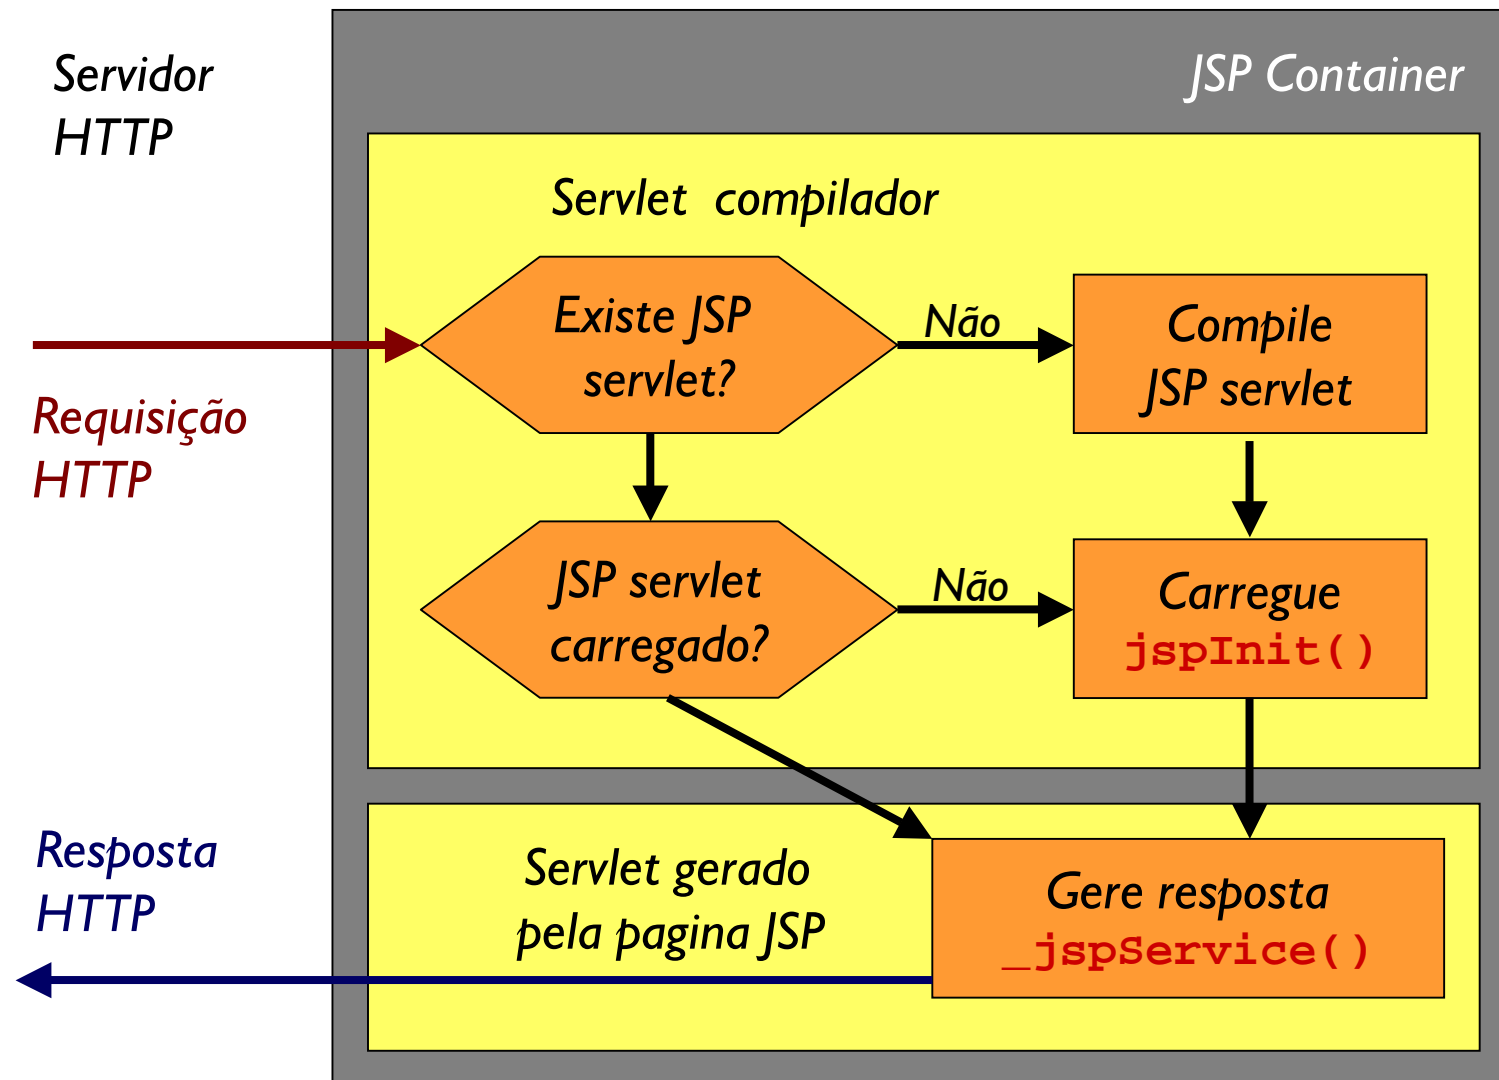 Servidor
HTTP
JSP Container
Servlet compilador
Existe JSP
servlet?
Não
Compile
JSP servlet
Requisição
HTTP
JSP servlet
carregado?
Não
Carregue
jspInit()
Resposta
HTTP
Servlet gerado
pela pagina JSP
Gere resposta
_jspService()